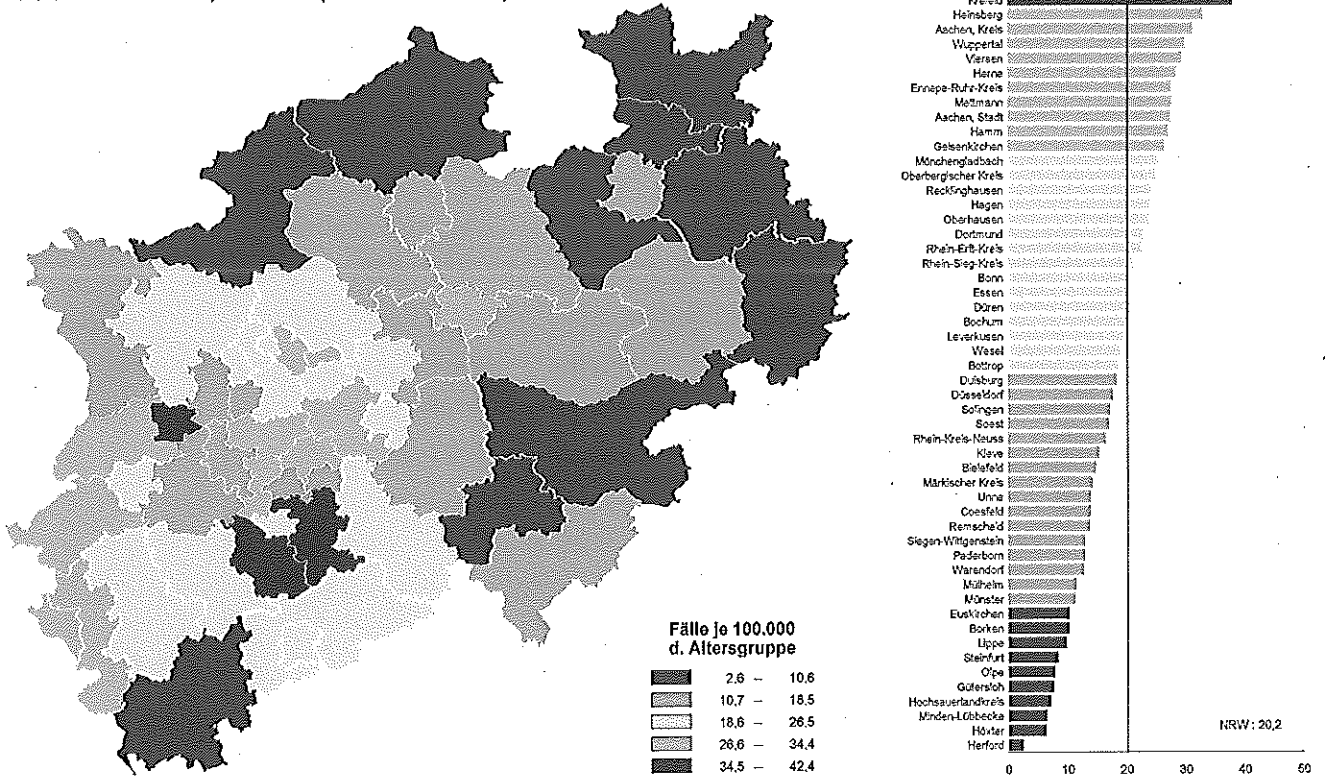 Krefeld
Heinsberg
Aachen, Kreis
Wuppertal
Viersen
Herne
Ennepe-Ruhr-Kreis
Mettmann
Aachen, Stadt
Hamm
Gelsenkirchen
Mönchengladbach
Oberbergischer Kreis
Recklinghausen
Hagen
Oberhausen
Dortmund
Rhein-Erft-Kreis
Rhein-Sieg-Kreis
Bonn
Essen
Düren
Bochum
Leverkusen
Wesel
Bottrop
Duisburg
Düsseldorf
Solingen
Soest
Rhein-Kreis-Neuss
Kleve
Bielefeld
Märkischer Kreis
Unna
Coesfeld
Remscheid
Siegen-Wittgenstein
Paderborn
Warendorf
Mülheim
Münster
Euskirchen
Borken
Lippe
Steinfurt
Olpe
Gütersloh
Hochsauerlandkreis
Minden-Lübbecke
Höxter
Herford
NRW : 20,2
0 10 20 30 40 50
Fälle je 100.000
d. Altersgruppe
2,6 – 10,6
10,7 – 18,5
18,6 – 26,5
26,6 – 34,4
34,5 – 42,4